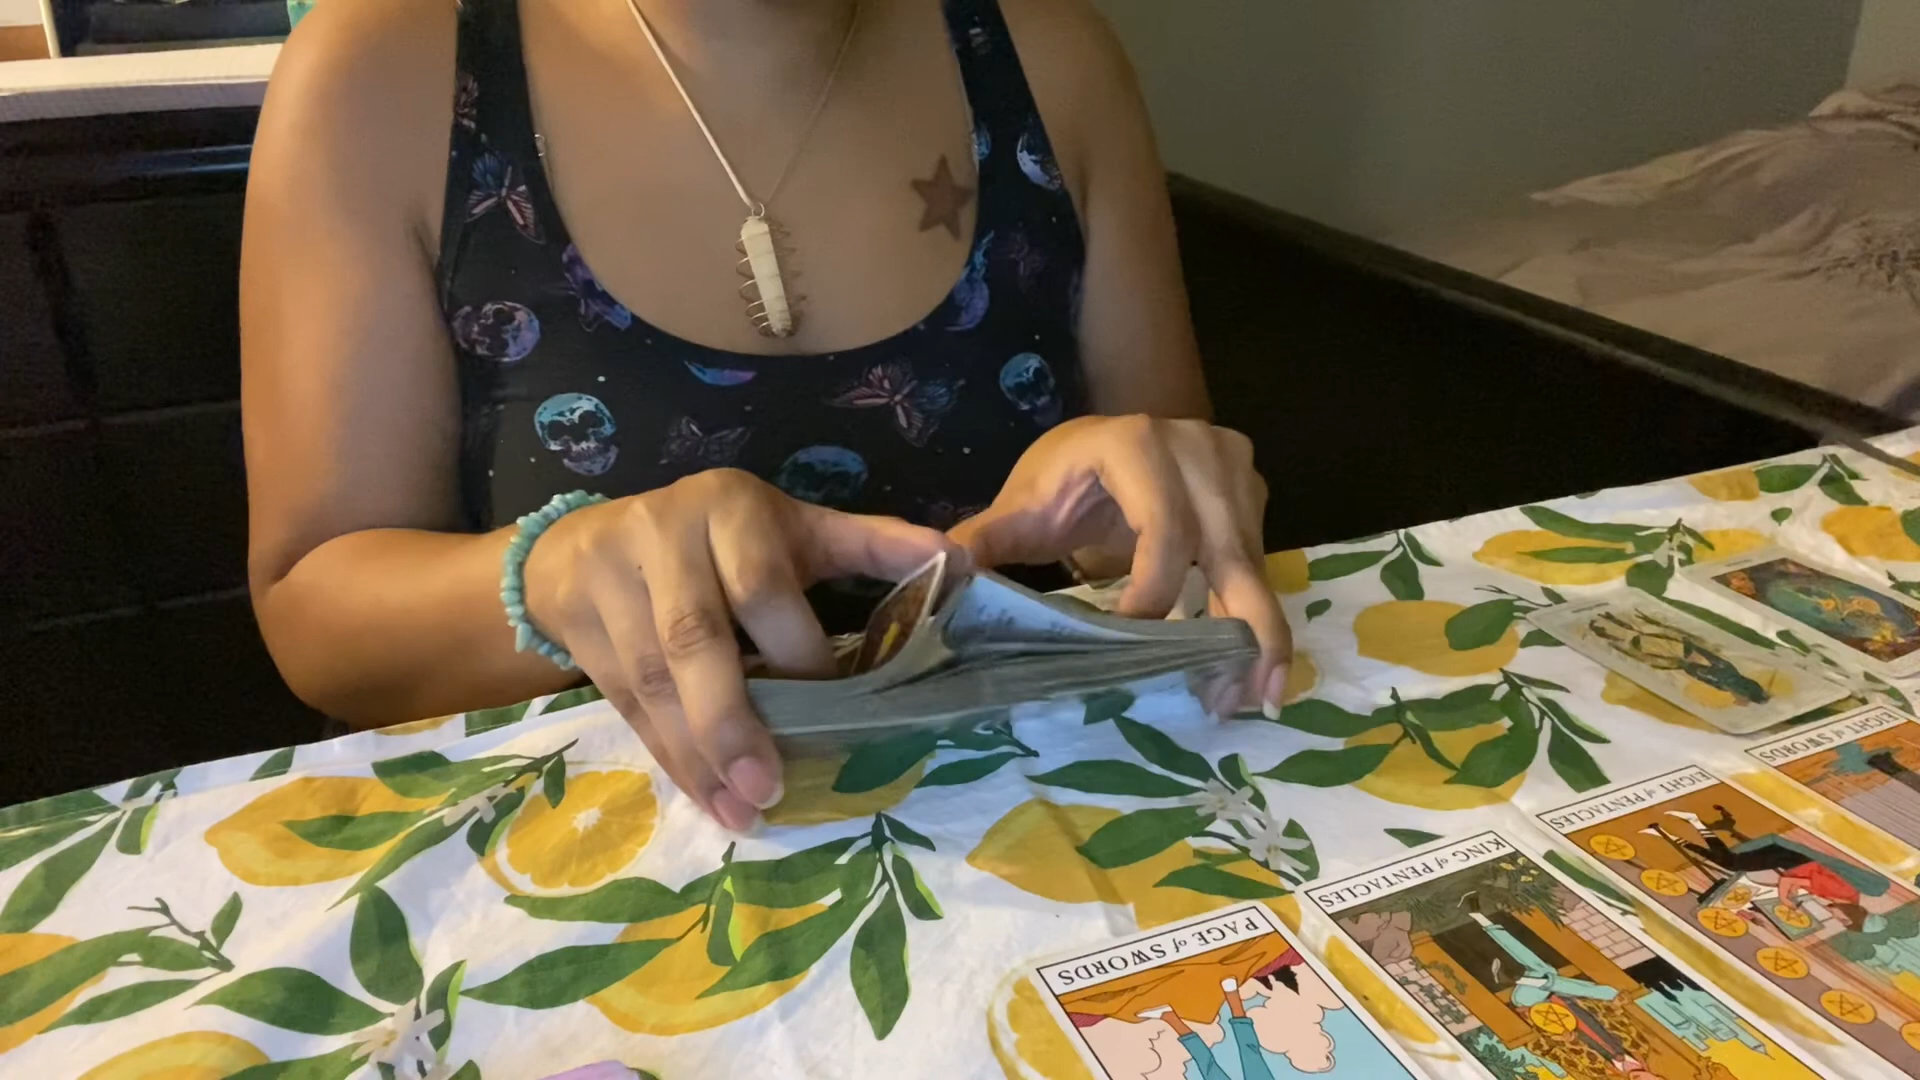 EIGHT of SWORDS
EIGHT of PENTACLES
KING of PENTACLES
PAGE of SWORDS